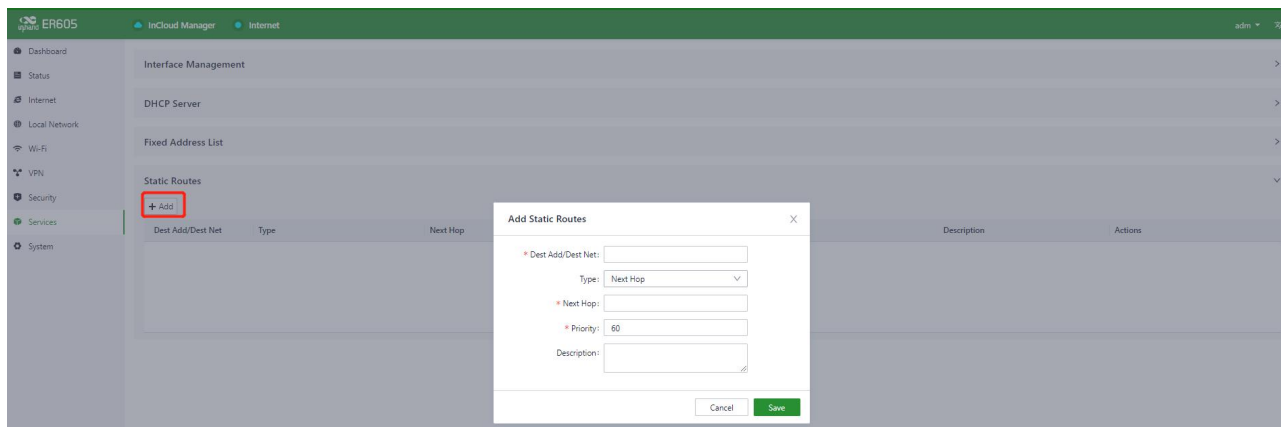 inhand ER605 InCloud Manager Internet adm
Dashboard
Status
Internet
Local Network
Wi-Fi
VPN
Security
Services
System
Interface Management
DHCP Server
Fixed Address List
Static Routes
+ Add
Dest Add/Dest Net Type Next Hop Description Actions
Add Static Routes
* Dest Add/Dest Net:
Type: Next Hop
* Next Hop:
* Priority: 60
Description:
Cancel Save